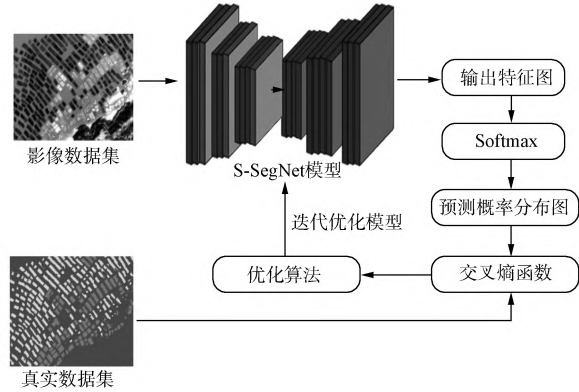 影像数据集
S-SegNet模型
输出特征图
Softmax
预测概率分布图
交叉熵函数
优化算法
迭代优化模型
真实数据集